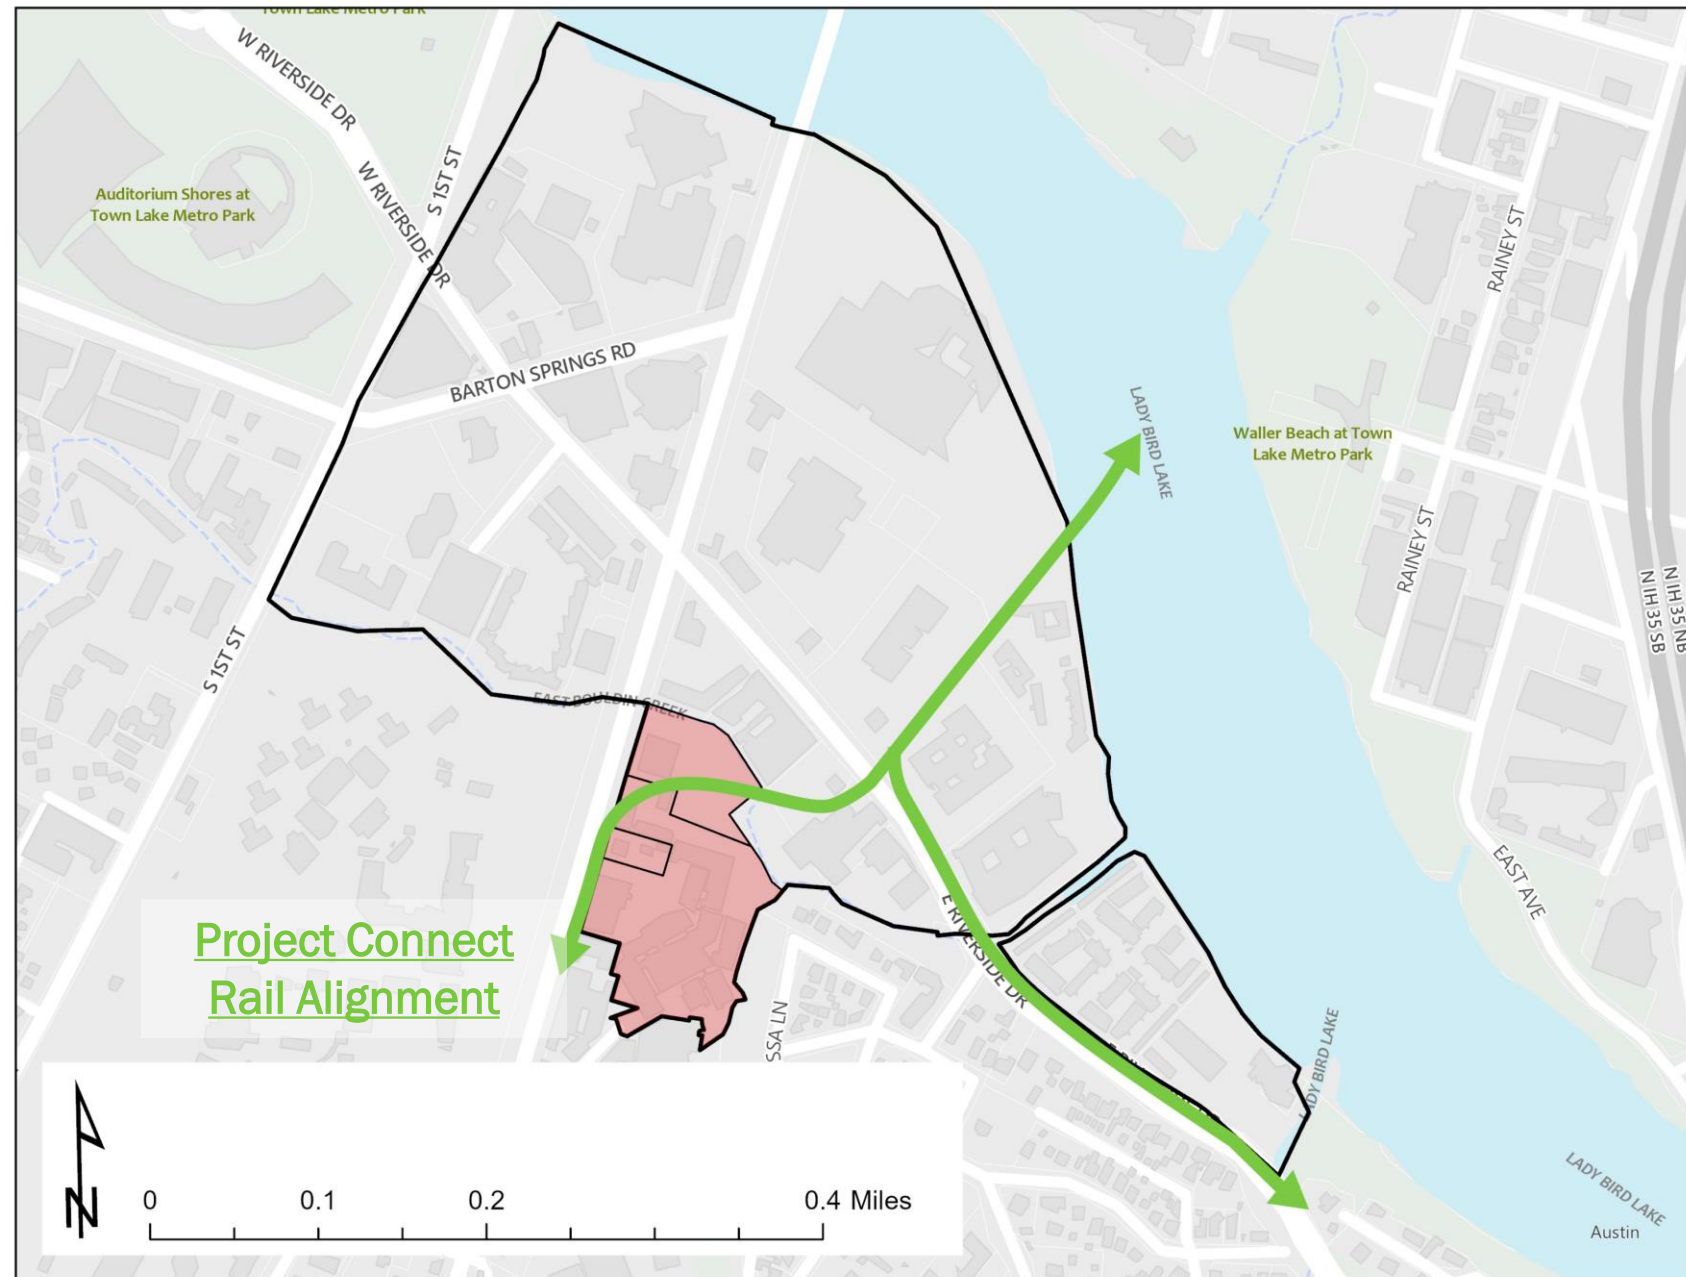 Town Lake Metro Park
W RIVERSIDE DR
W RIVERSIDE DR
S 1ST ST
Auditorium Shores at
Town Lake Metro Park
BARTON SPRINGS RD
RAINEY ST
LADY BIRD LAKE
Waller Beach at Town
Lake Metro Park
RAINEY ST
N IH 35 SB
N IH 35 NB
S 1ST ST
EAST BOULDIN CREEK
EAST AVE
E RIVERSIDE DR
Project Connect
Rail Alignment
SSA LN
LADY BIRD LAKE
LADY BIRD LAKE
Austin
N
0 0.1 0.2 0.4 Miles